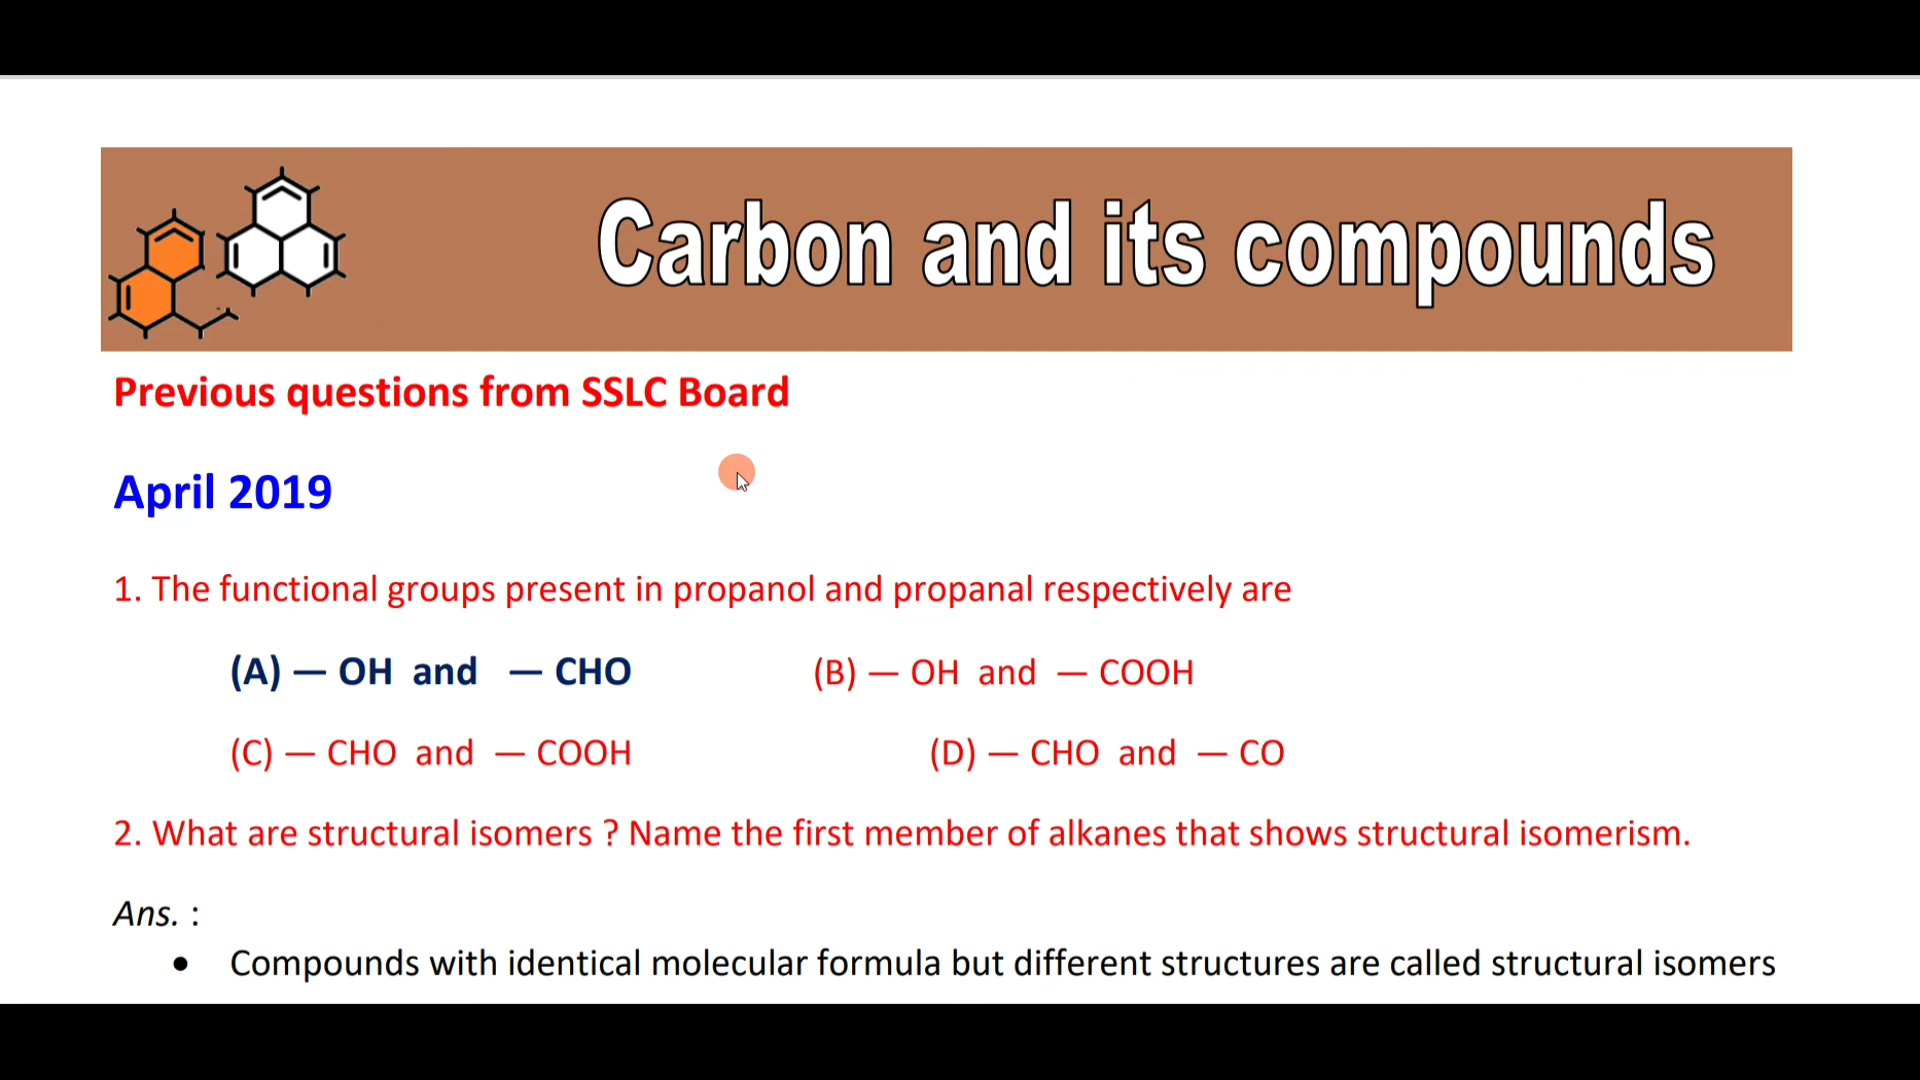 Carbon and its compounds
Previous questions from SSLC Board
April 2019
1. The functional groups present in propanol and propanal respectively are
(A) — OH and — CHO (B) — OH and — COOH
(C) — CHO and — COOH (D) — CHO and — CO
2. What are structural isomers ? Name the first member of alkanes that shows structural isomerism.
Ans. :
• Compounds with identical molecular formula but different structures are called structural isomers